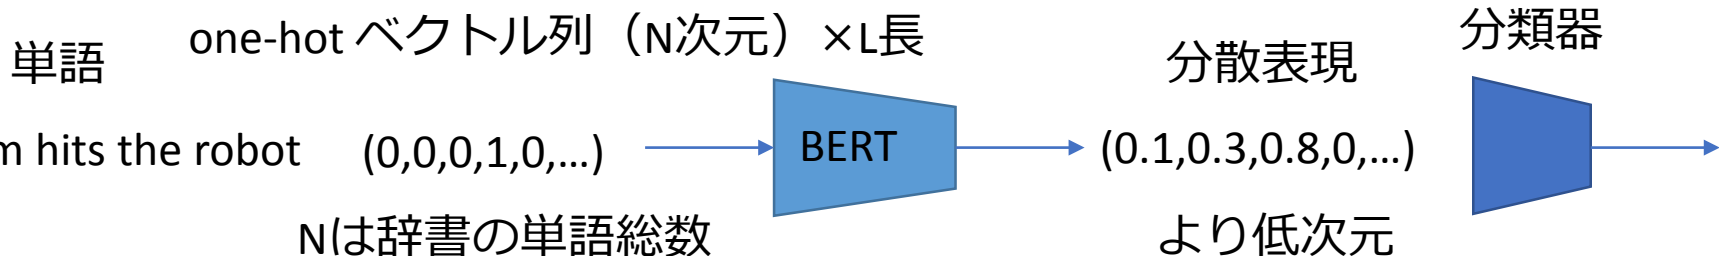 単語
one-hot ベクトル列（N次元）×L長
分散表現
分類器
hits the robot
(0,0,0,1,0,…)
BERT
(0.1,0.3,0.8,0,…)
Nは辞書の単語総数
より低次元